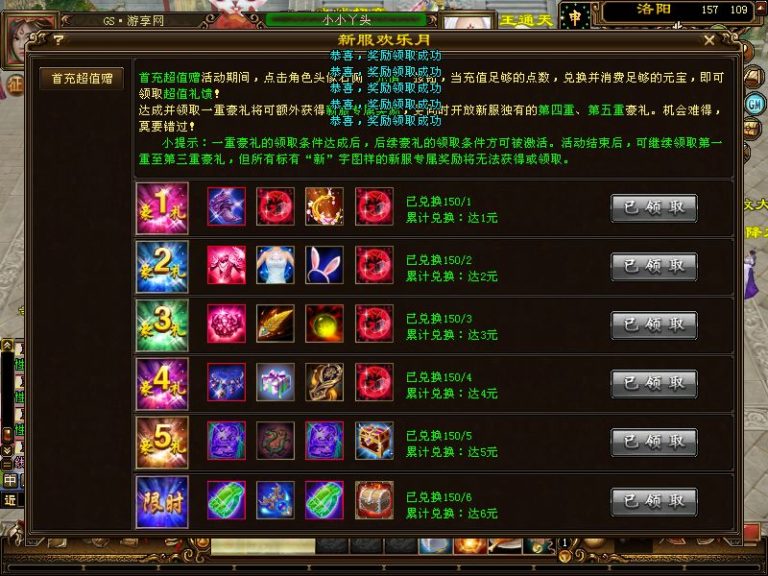 GS·游享网
小小丫头
王通天
申
洛阳
157 109
?
新服欢乐月
恭喜，奖励领取成功
恭喜，奖励领取成功
恭喜，奖励领取成功
恭喜，奖励领取成功
恭喜，奖励领取成功
首充超值赠
首充超值赠活动期间，点击角色头像右侧
按钮，当充值足够的点数，兑换并消费足够的元宝，即可
领取超值礼馈！
达成并领取一重豪礼将可额外获得新服专属
时开放新服独有的第四重、第五重豪礼。机会难得，
莫要错过！
小提示：一重豪礼的领取条件达成后，后续豪礼的领取条件方可被激活。活动结束后，可继续领取第一
重至第三重豪礼，但所有标有“新”字图样的新服专属奖励将无法获得或领取。
1
豪礼
已兑换150/1
累计兑换：达1元
已领取
2
豪礼
已兑换150/2
累计兑换：达2元
已领取
3
豪礼
已兑换150/3
累计兑换：达3元
已领取
4
豪礼
已兑换150/4
累计兑换：达4元
已领取
5
豪礼
已兑换150/5
累计兑换：达5元
已领取
限时
已兑换150/6
累计兑换：达6元
已领取
GM
中
近
1